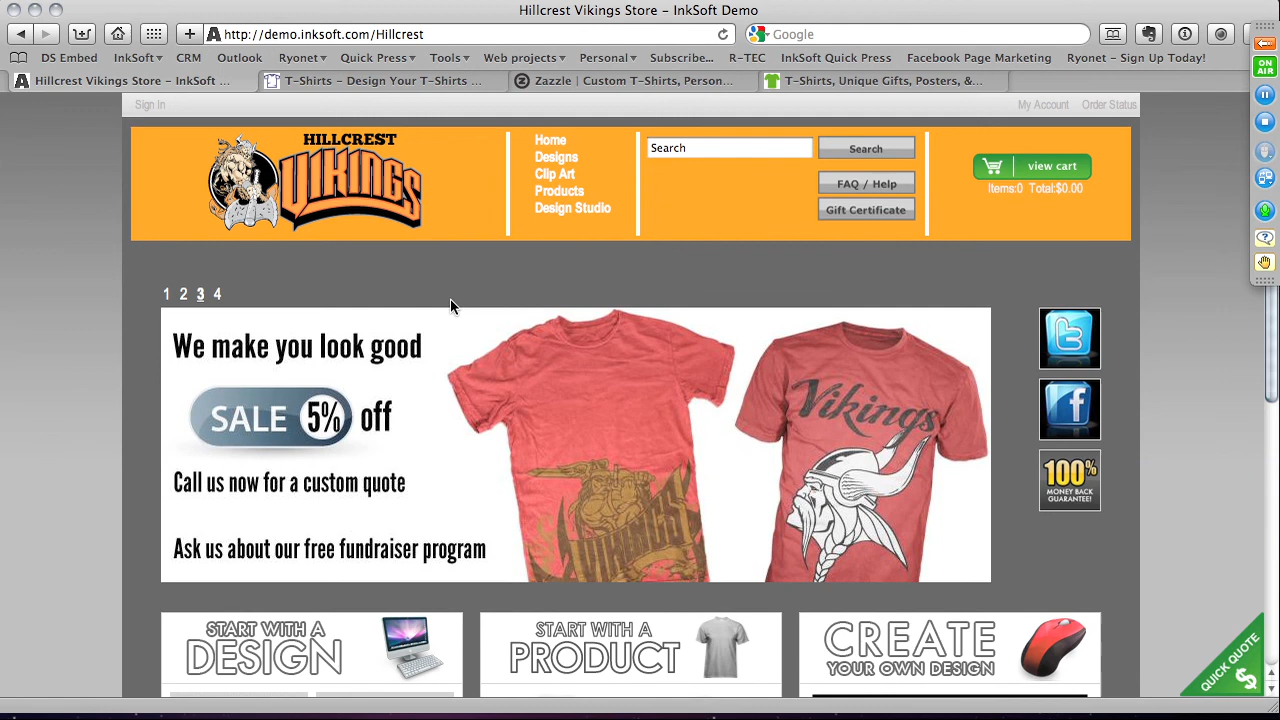 Hillcrest Vikings Store – InkSoft Demo
http://demo.inksoft.com/Hillcrest
Google
DS Embed InkSoft CRM Outlook Ryonet Quick Press Tools Web project Personal Subscribe... R-TEC InkSoft Quick Press Facebook Page Marketing Ryonet – Sign Up Today!
Hillcrest Vikings Store – InkSoft ... T-Shirts – Design Your T-Shirts ... Zazzle | Custom T-Shirts, Person... T-Shirts, Unique Gifts, Posters, &...
ON AIR
Sign In My Account Order Status
HILLCREST
VIKINGS
Home
Designs
Clip Art
Products
Design Studio
Search Search
FAQ / Help
Gift Certificate
view cart
Items:0 Total:$0.00
1 2 3 4
We make you look good
SALE 5% off
Call us now for a custom quote
Ask us about our free fundraiser program
VIKINGS
Vikings
100%
MONEY BACK
GUARANTEE!
START WITH A
DESIGN
START WITH A
PRODUCT
CREATE
YOUR OWN DESIGN
QUICK QUOTE